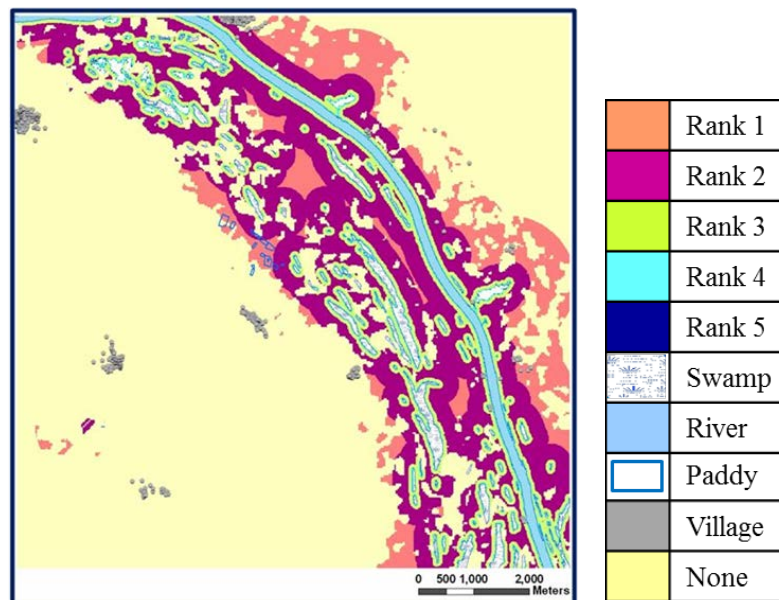 Rank 1
Rank 2
Rank 3
Rank 4
Rank 5
Swamp
River
Paddy
Village
None
0 500 1,000 2,000
Meters